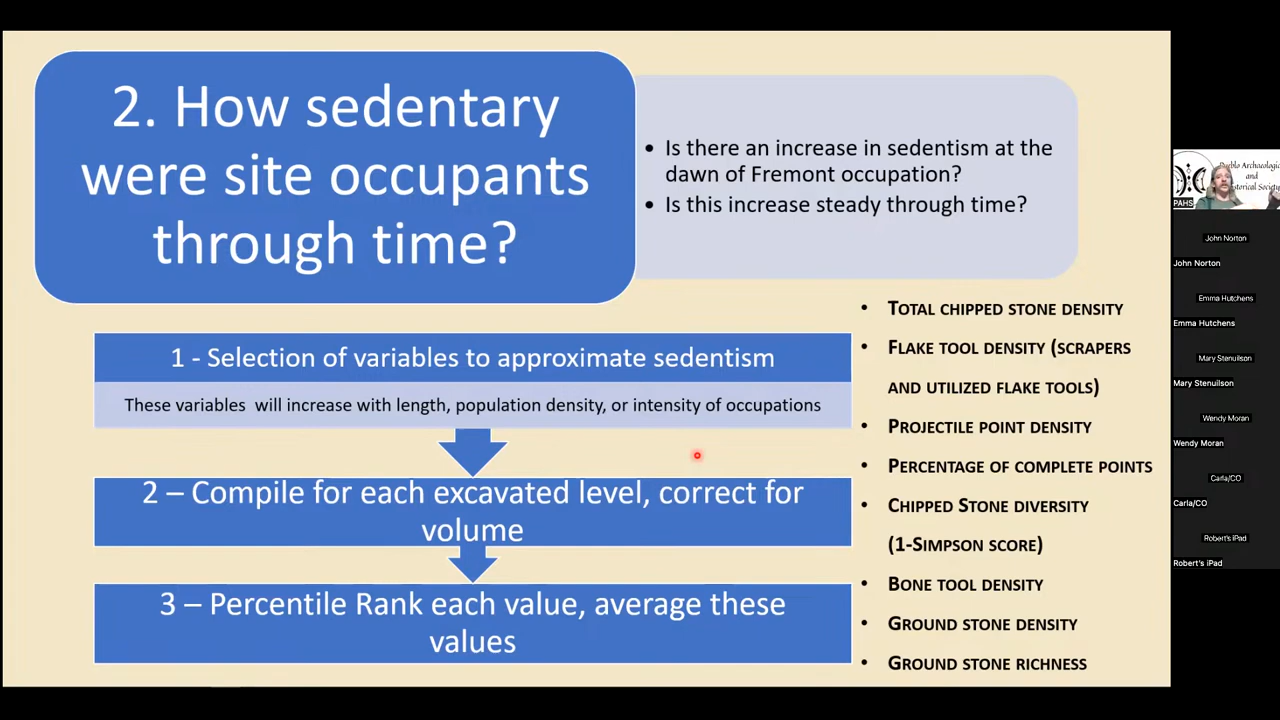 2. How sedentary
were site occupants
through time?
• Is there an increase in sedentism at the
dawn of Fremont occupation?
• Is this increase steady through time?
1 - Selection of variables to approximate sedentism
These variables will increase with length, population density, or intensity of occupations
2 – Compile for each excavated level, correct for
volume
3 – Percentile Rank each value, average these
values
• TOTAL CHIPPED STONE DENSITY
• FLAKE TOOL DENSITY (SCRAPERS
AND UTILIZED FLAKE TOOLS)
• PROJECTILE POINT DENSITY
• PERCENTAGE OF COMPLETE POINTS
• CHIPPED STONE DIVERSITY
(1-SIMPSON SCORE)
• BONE TOOL DENSITY
• GROUND STONE DENSITY
• GROUND STONE RICHNESS
and
PAHS
John Norton
John Norton
Emma Hutchens
Emma Hutchens
Mary Stenuilson
Mary Stenuilson
Wendy Moran
Wendy Moran
Carla/CO
Carla/CO
Robert's iPad
Robert's iPad